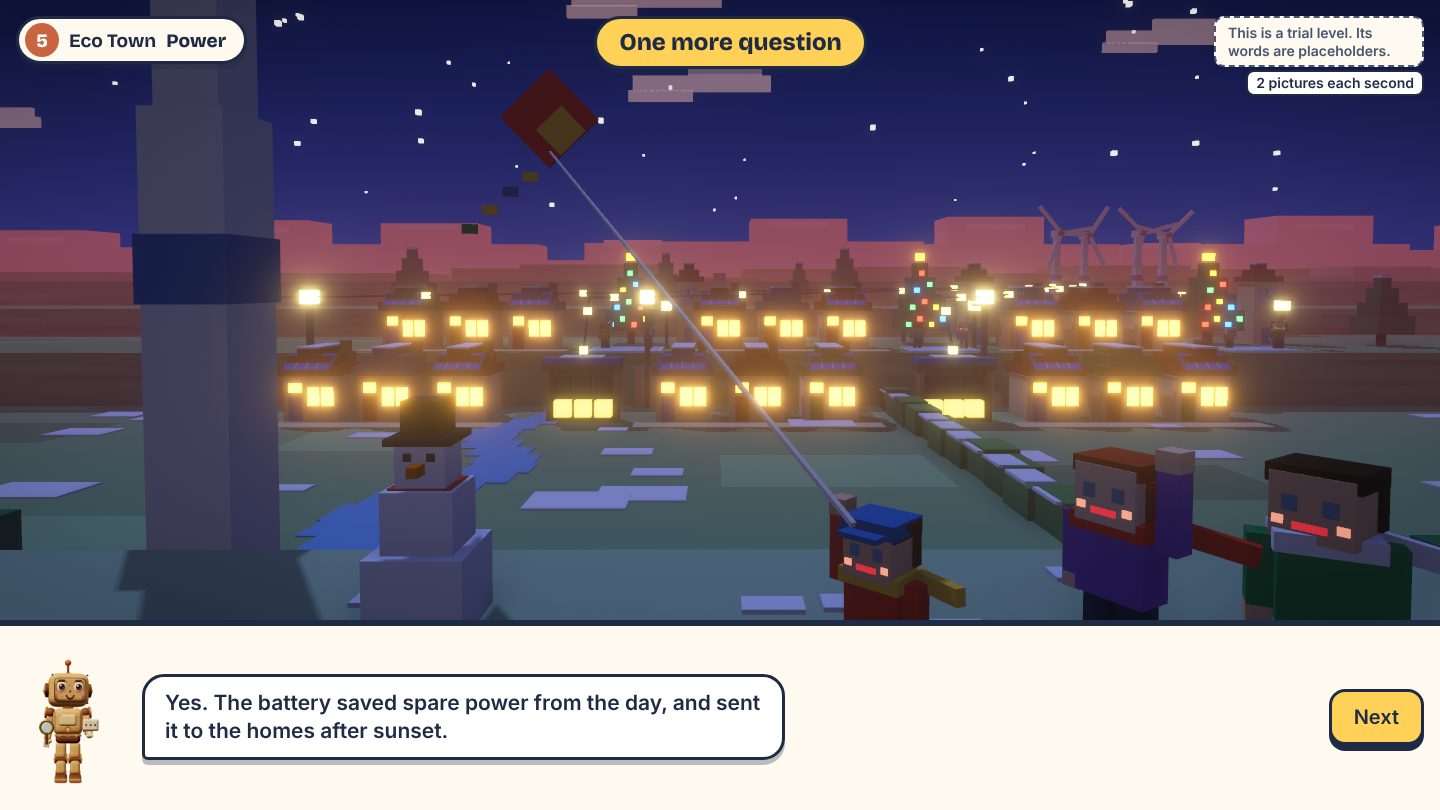 5 Eco Town Power
One more question
This is a trial level. Its
words are placeholders.
2 pictures each second
Yes. The battery saved spare power from the day, and sent
it to the homes after sunset.
Next